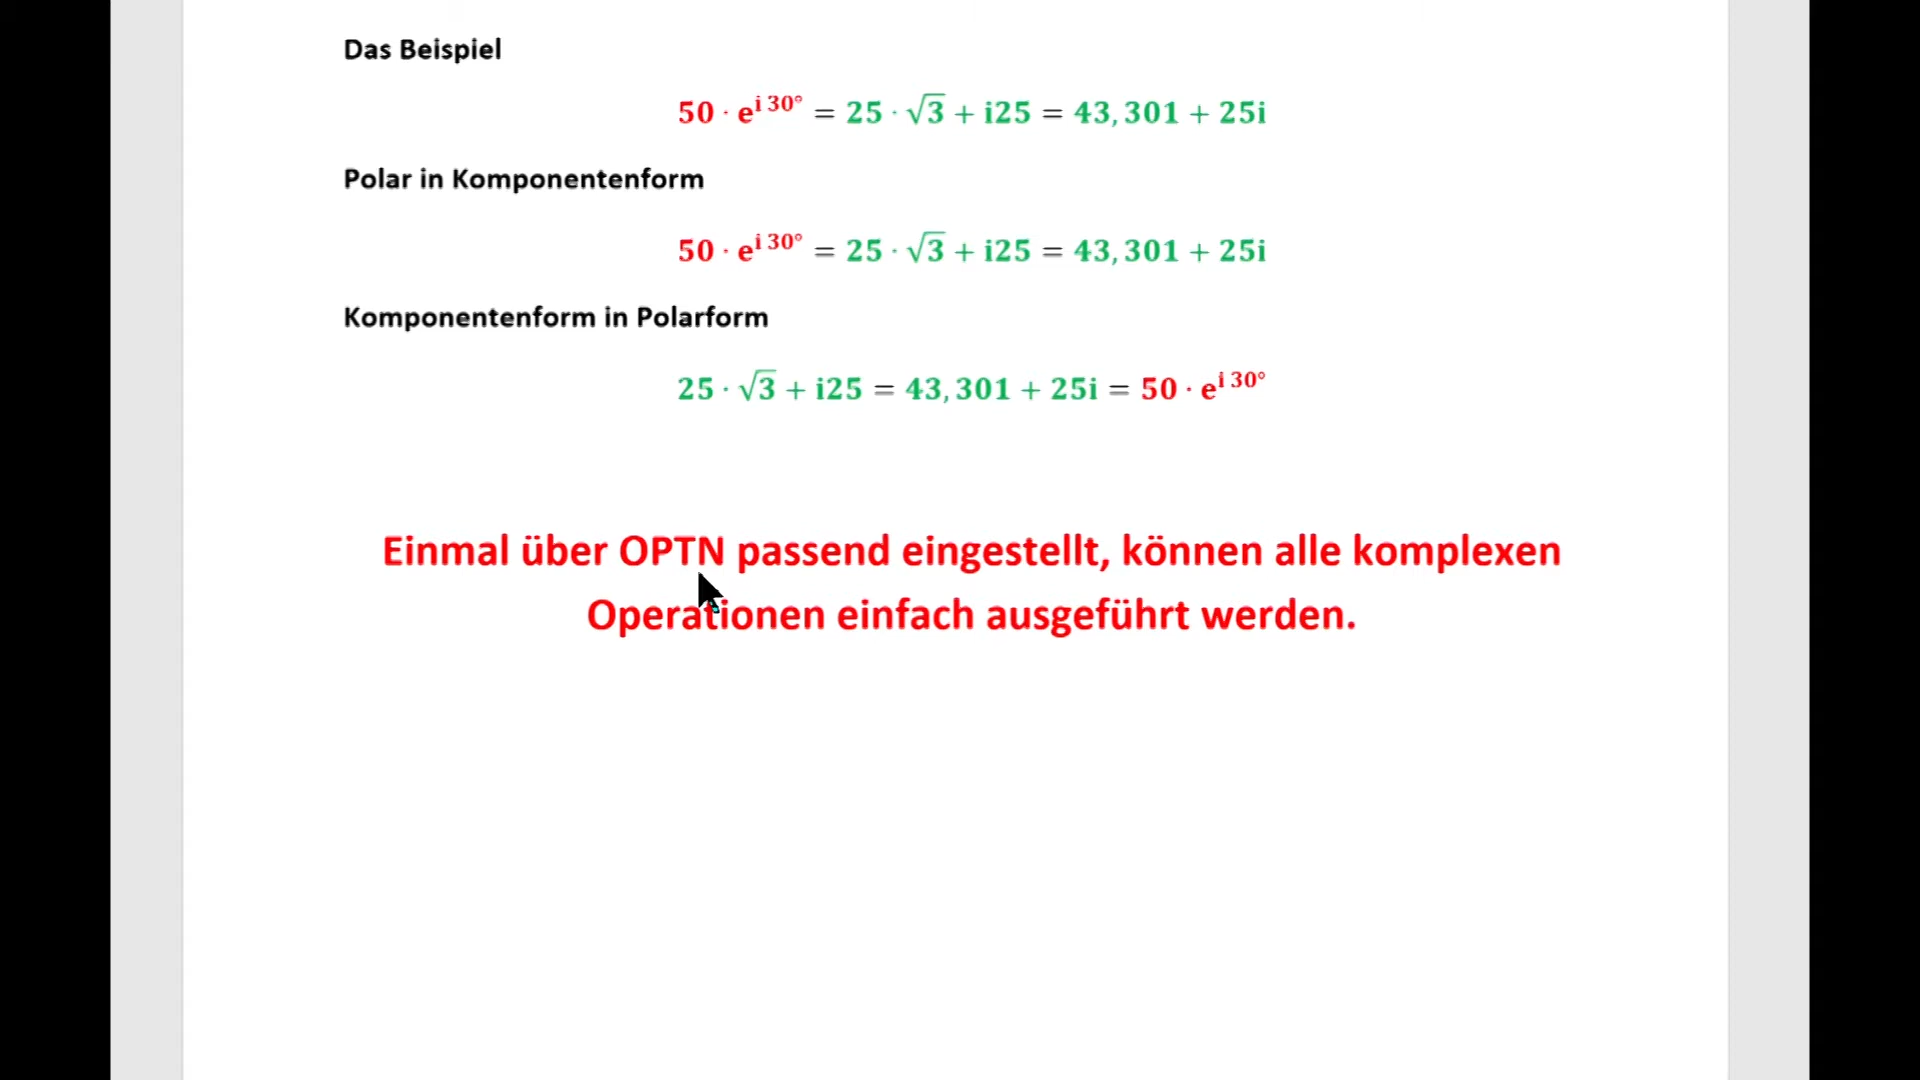 Das Beispiel
50 · e^{i 30°} = 25 · √3 + i25 = 43,301 + 25i
Polar in Komponentenform
50 · e^{i 30°} = 25 · √3 + i25 = 43,301 + 25i
Komponentenform in Polarform
25 · √3 + i25 = 43,301 + 25i = 50 · e^{i 30°}
Einmal über OPTN passend eingestellt, können alle komplexen
Operationen einfach ausgeführt werden.